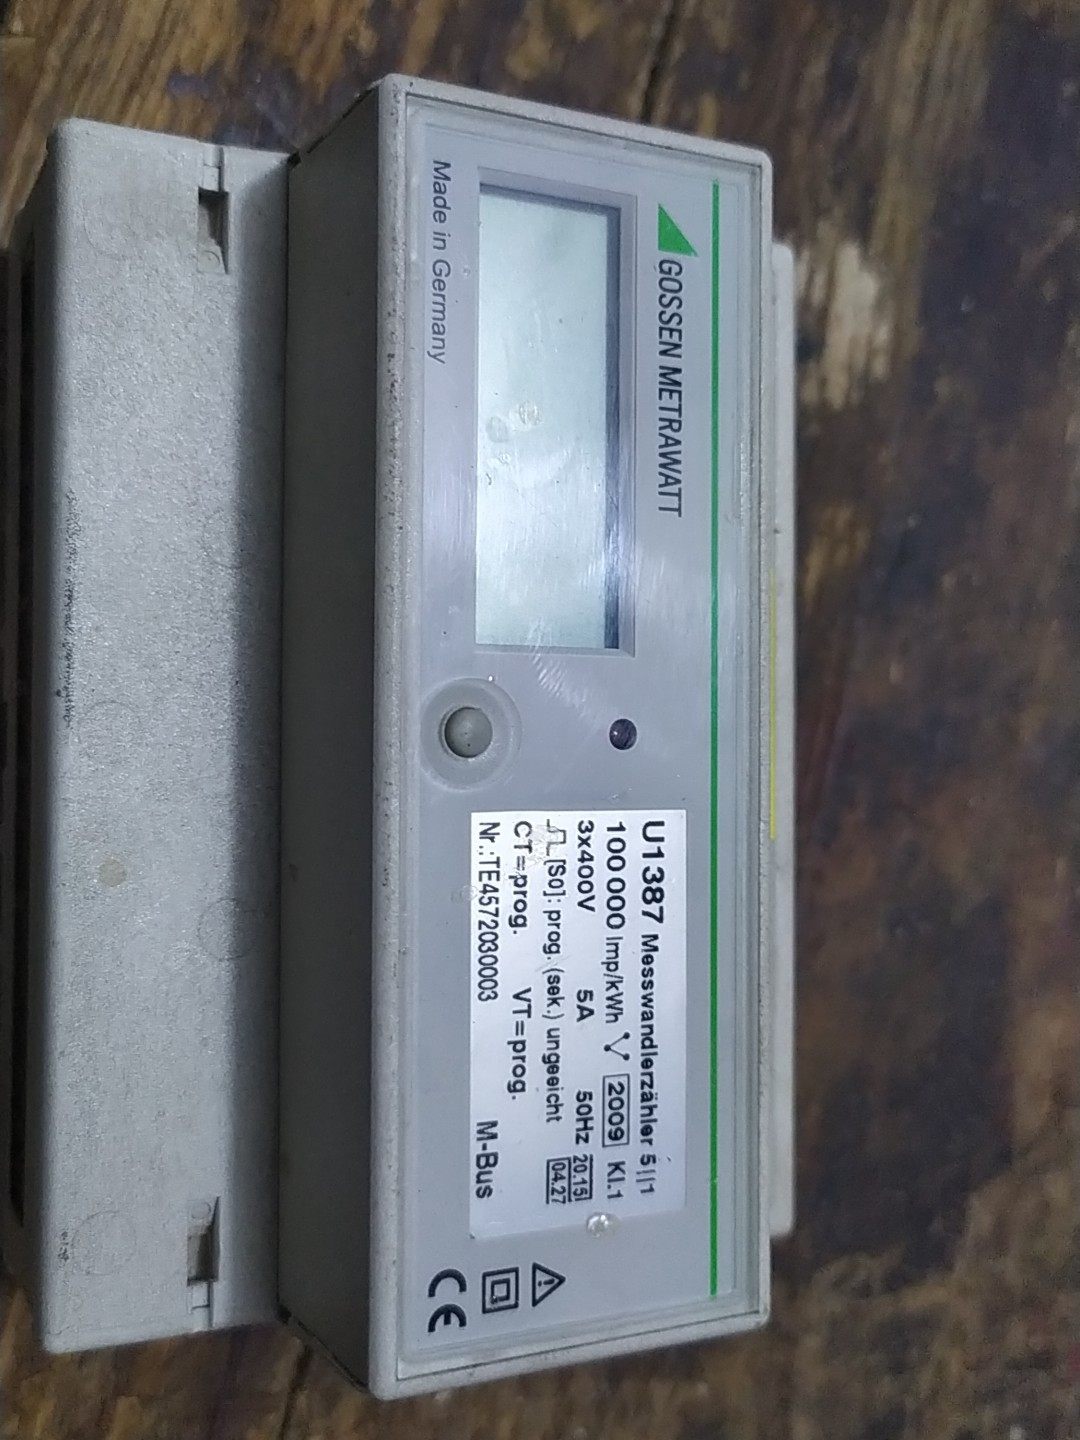 GOSSEN METRAWATT
Made in Germany
U1387 Messwandlerzähler 5||1
100 000 Imp/kWh 2009 Kl.1
3x400V 5A 50Hz 20.15
[S0]: prog. (sek.) ungeeicht 04.27
CT=prog. VT=prog.
Nr.:TE4572030003 M-Bus
CE